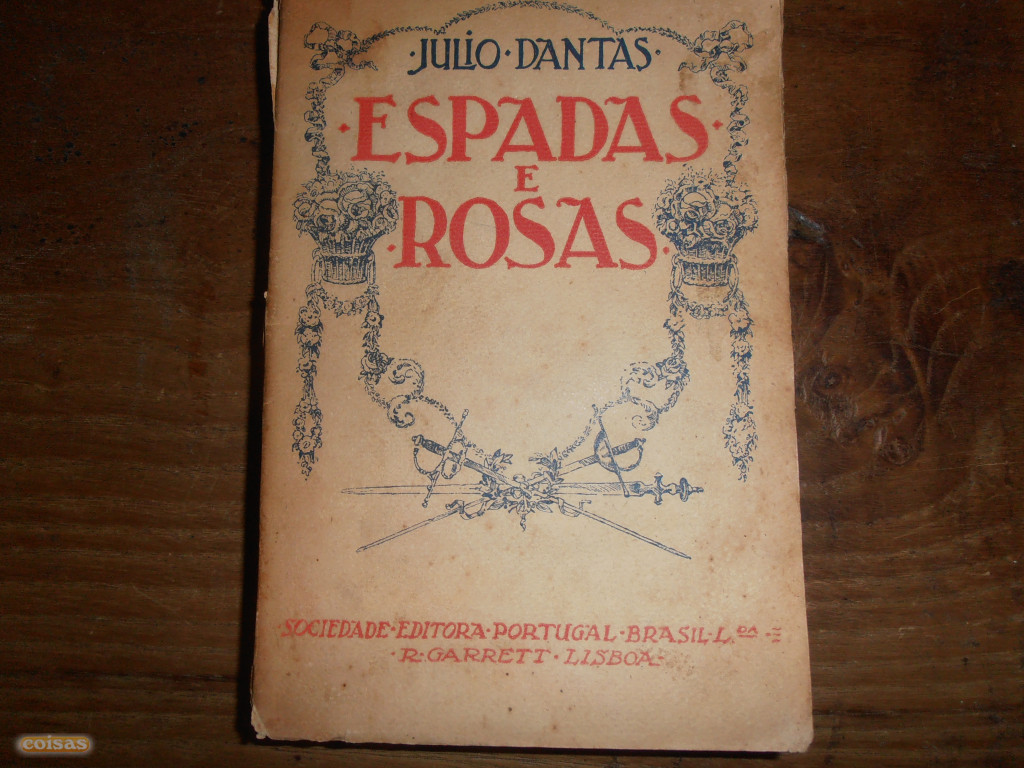 ·JULIO·DANTAS·
·ESPADAS·
E
·ROSAS·
SOCIEDADE·EDITORA·PORTUGAL·BRASIL·L.DA
·R·GARRETT·LISBOA·
coisas